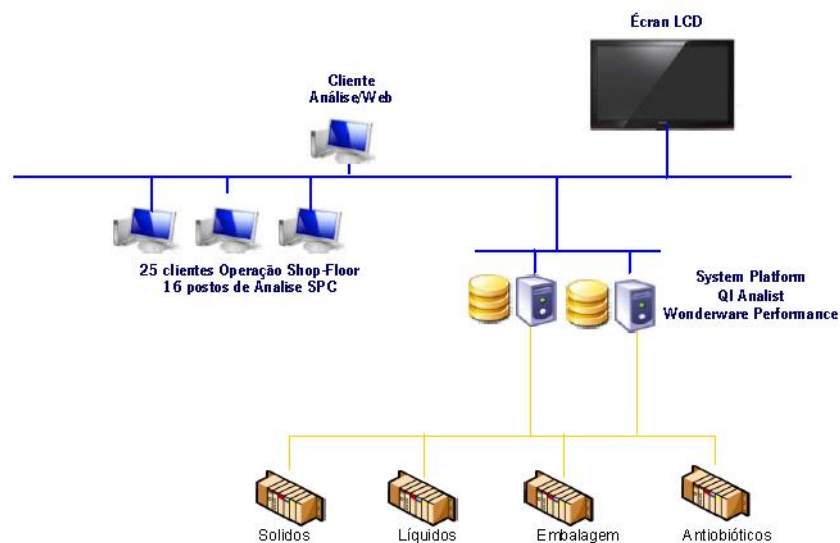 Écran LCD
Cliente
Análise/Web
25 clientes Operação Shop-Floor
16 postos de Analise SPC
System Platform
QI Analist
Wonderware Performance
Solidos
Líquidos
Embalagem
Antiobióticos